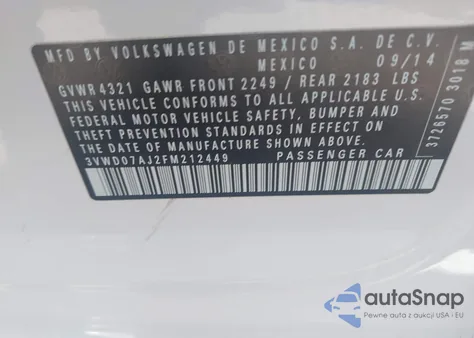 MFD BY VOLKSWAGEN DE MEXICO S.A. DE C.V.
MEXICO 09/14
GVWR 4321 GAWR FRONT 2249 / REAR 2183 LBS
THIS VEHICLE CONFORMS TO ALL APPLICABLE U.S.
FEDERAL MOTOR VEHICLE SAFETY, BUMPER AND
THEFT PREVENTION STANDARDS IN EFFECT ON
THE DATE OF MANUFACTURE SHOWN ABOVE
3VWD07AJ2FM212449 PASSENGER CAR
3726570 3018 M
autoSnap
Pewne auta z aukcji USA i EU